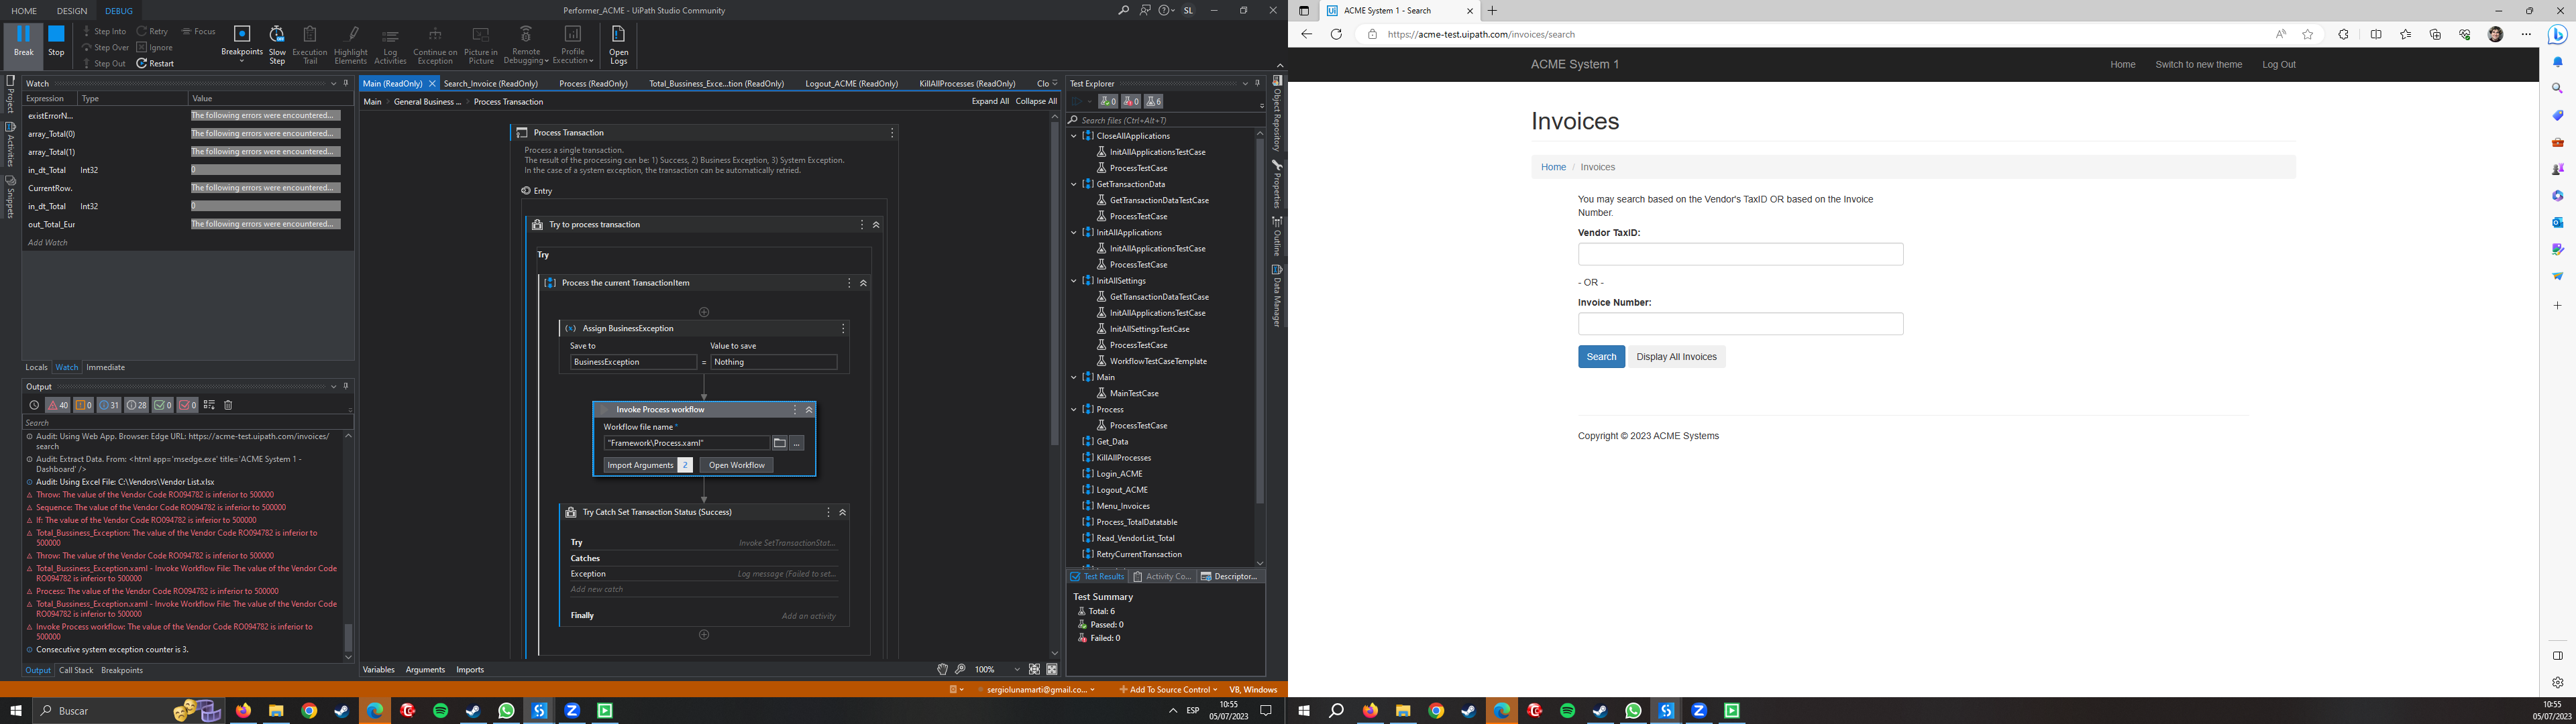 HOME DESIGN DEBUG Performer_ACME - UiPath Studio Community SL
Break Stop Step Into Retry Focus
Step Over Ignore
Step Out Restart
Breakpoints Slow Step Execution Trail Highlight Elements Log Activities Continue on Exception Picture in Picture Remote Debugging Profile Execution Open Logs
Project
Activities
Snippets
Watch
Expression Type Value
existErrorN... The following errors were encountered...
array_Total(0) The following errors were encountered...
array_Total(1) The following errors were encountered...
in_dt_Total Int32 0
CurrentRow. The following errors were encountered...
in_dt_Total Int32 0
out_Total_Eur The following errors were encountered...
Add Watch
Locals Watch Immediate
Output
40 0 31 28 0 0
Search
Audit: Using Web App. Browser: Edge URL: https://acme-test.uipath.com/invoices/
search
Audit: Extract Data. From: <html app='msedge.exe' title='ACME System 1 -
Dashboard' />
Audit: Using Excel File: C:\Vendors\Vendor List.xlsx
Throw: The value of the Vendor Code RO094782 is inferior to 500000
Sequence: The value of the Vendor Code RO094782 is inferior to 500000
If: The value of the Vendor Code RO094782 is inferior to 500000
Total_Business_Exception: The value of the Vendor Code RO094782 is inferior to
500000
Throw: The value of the Vendor Code RO094782 is inferior to 500000
Total_Bussiness_Exception.xaml - Invoke Workflow File: The value of the Vendor Code
RO094782 is inferior to 500000
Process: The value of the Vendor Code RO094782 is inferior to 500000
Total_Bussiness_Exception.xaml - Invoke Workflow File: The value of the Vendor Code
RO094782 is inferior to 500000
Invoke Process workflow: The value of the Vendor Code RO094782 is inferior to
500000
Consecutive system exception counter is 3.
Output Call Stack Breakpoints
Main (ReadOnly) Search_Invoice (ReadOnly) Process (ReadOnly) Total_Bussiness_Exce...tion (ReadOnly) Logout_ACME (ReadOnly) KillAllProcesses (ReadOnly) Clo
Main > General Business ... > Process Transaction Expand All Collapse All
Process Transaction
Process a single transaction.
The result of the processing can be: 1) Success, 2) Business Exception, 3) System Exception.
In the case of a system exception, the transaction can be automatically retried.
Entry
Try to process transaction
Try
Process the current TransactionItem
Assign BusinessException
Save to Value to save
BusinessException = Nothing
Invoke Process workflow
Workflow file name *
"Framework\Process.xaml" ...
Import Arguments 2 Open Workflow
Try Catch Set Transaction Status (Success)
Try Invoke SetTransactionStat...
Catches
Exception Log message (Failed to set...
Add new catch
Finally Add an activity
Variables Arguments Imports 100%
Test Explorer
0 0 6
Search files (Ctrl+Alt+T)
CloseAllApplications
InitAllApplicationsTestCase
ProcessTestCase
GetTransactionData
GetTransactionDataTestCase
ProcessTestCase
InitAllApplications
InitAllApplicationsTestCase
ProcessTestCase
InitAllSettings
GetTransactionDataTestCase
InitAllApplicationsTestCase
InitAllSettingsTestCase
ProcessTestCase
WorkflowTestCaseTemplate
Main
MainTestCase
Process
ProcessTestCase
Get_Data
KillAllProcesses
Login_ACME
Logout_ACME
Menu_Invoices
Process_TotalDatatable
Read_VendorList_Total
RetryCurrentTransaction
Test Results Activity Co... Descriptor...
Test Summary
Total: 6
Passed: 0
Failed: 0
Object Repository
Properties
Outline
Data Manager
sergiolunamarti@gmail.co... Add To Source Control VB, Windows
Buscar
ESP 10:55
05/07/2023
Ui ACME System 1 - Search
https://acme-test.uipath.com/invoices/search
ACME System 1 Home Switch to new theme Log Out
Invoices
Home / Invoices
You may search based on the Vendor's TaxID OR based on the Invoice
Number.
Vendor TaxID:
- OR -
Invoice Number:
Search Display All Invoices
Copyright © 2023 ACME Systems
10:55
05/07/2023